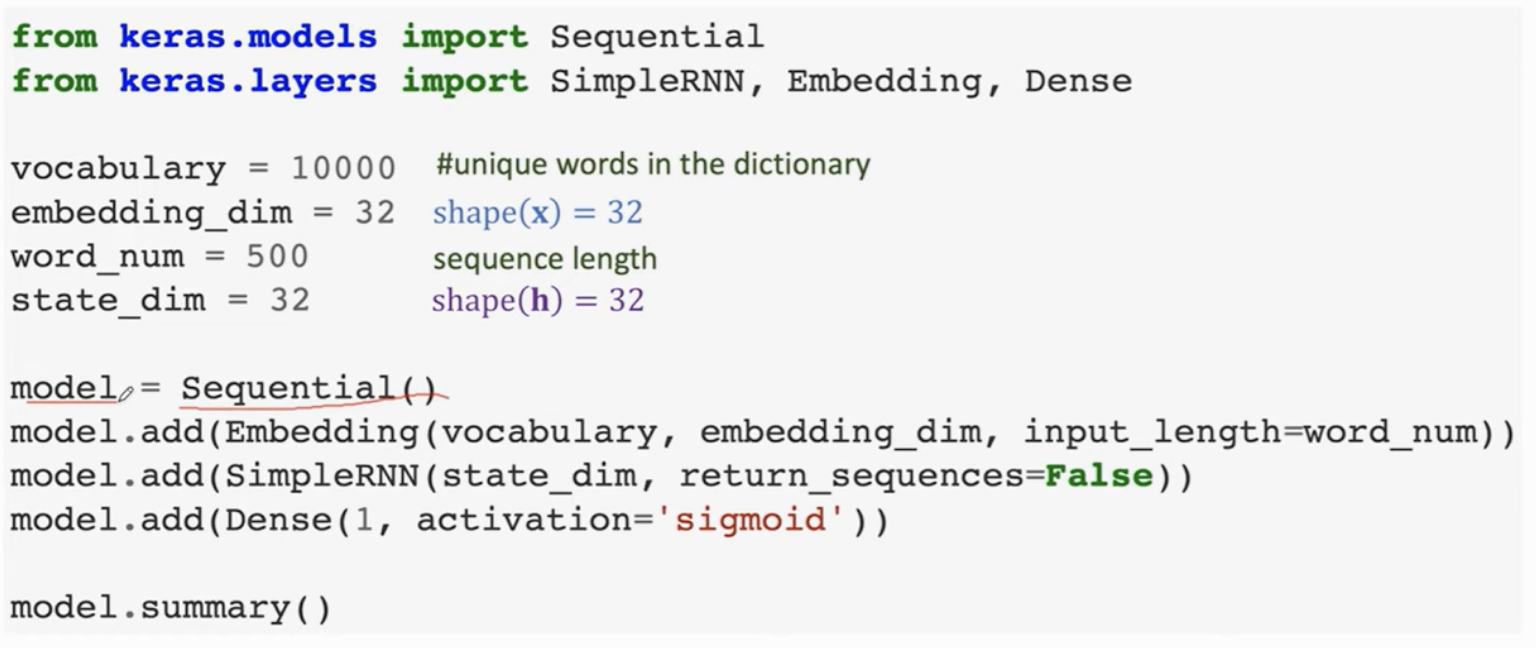 from keras.models import Sequential
from keras.layers import SimpleRNN, Embedding, Dense
vocabulary = 10000 #unique words in the dictionary
embedding_dim = 32 shape(x) = 32
word_num = 500 sequence length
state_dim = 32 shape(h) = 32
model = Sequential()
model.add(Embedding(vocabulary, embedding_dim, input_length=word_num))
model.add(SimpleRNN(state_dim, return_sequences=False))
model.add(Dense(1, activation='sigmoid'))
model.summary()